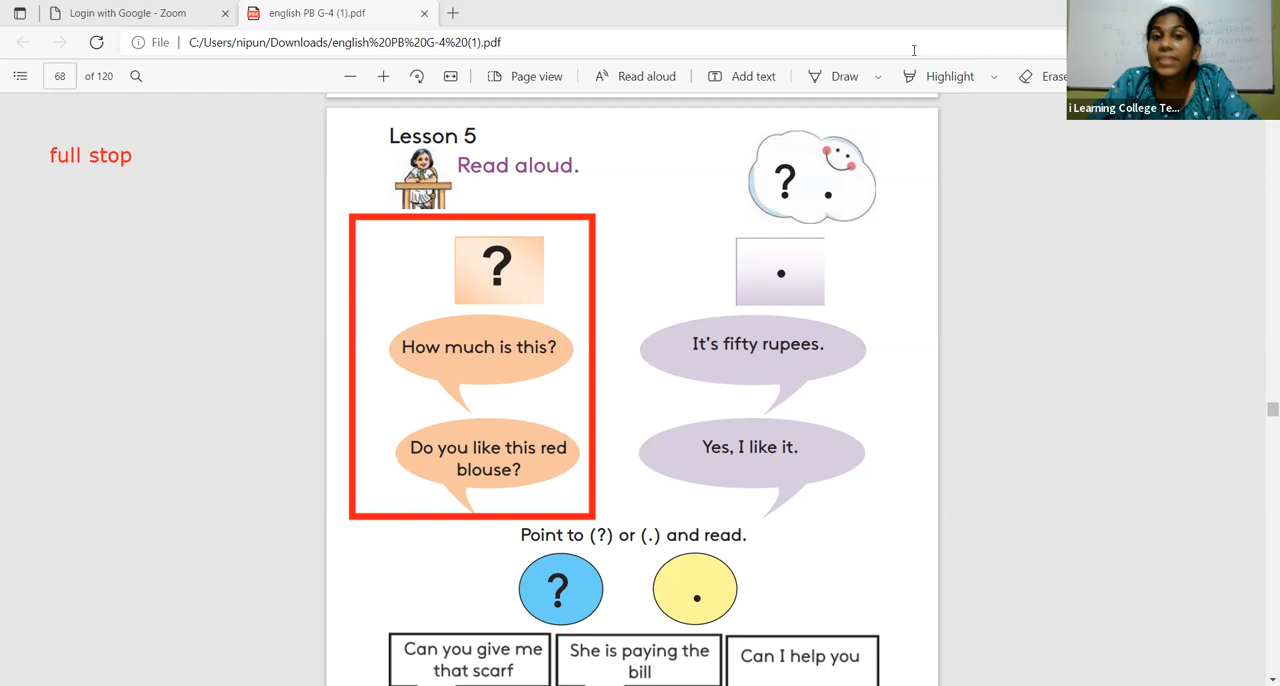 Login with Google - Zoom
english PB G-4 (1).pdf
File
C:/Users/nipun/Downloads/english%20PB%20G-4%20(1).pdf
68 of 120
Page view
Read aloud
Add text
Draw
Highlight
Erase
i Learning College Te...
full stop
Lesson 5
Read aloud.
? .
? .
How much is this?
It's fifty rupees.
Do you like this red
blouse?
Yes, I like it.
Point to (?) or (.) and read.
? .
Can you give me
that scarf
She is paying the
bill
Can I help you